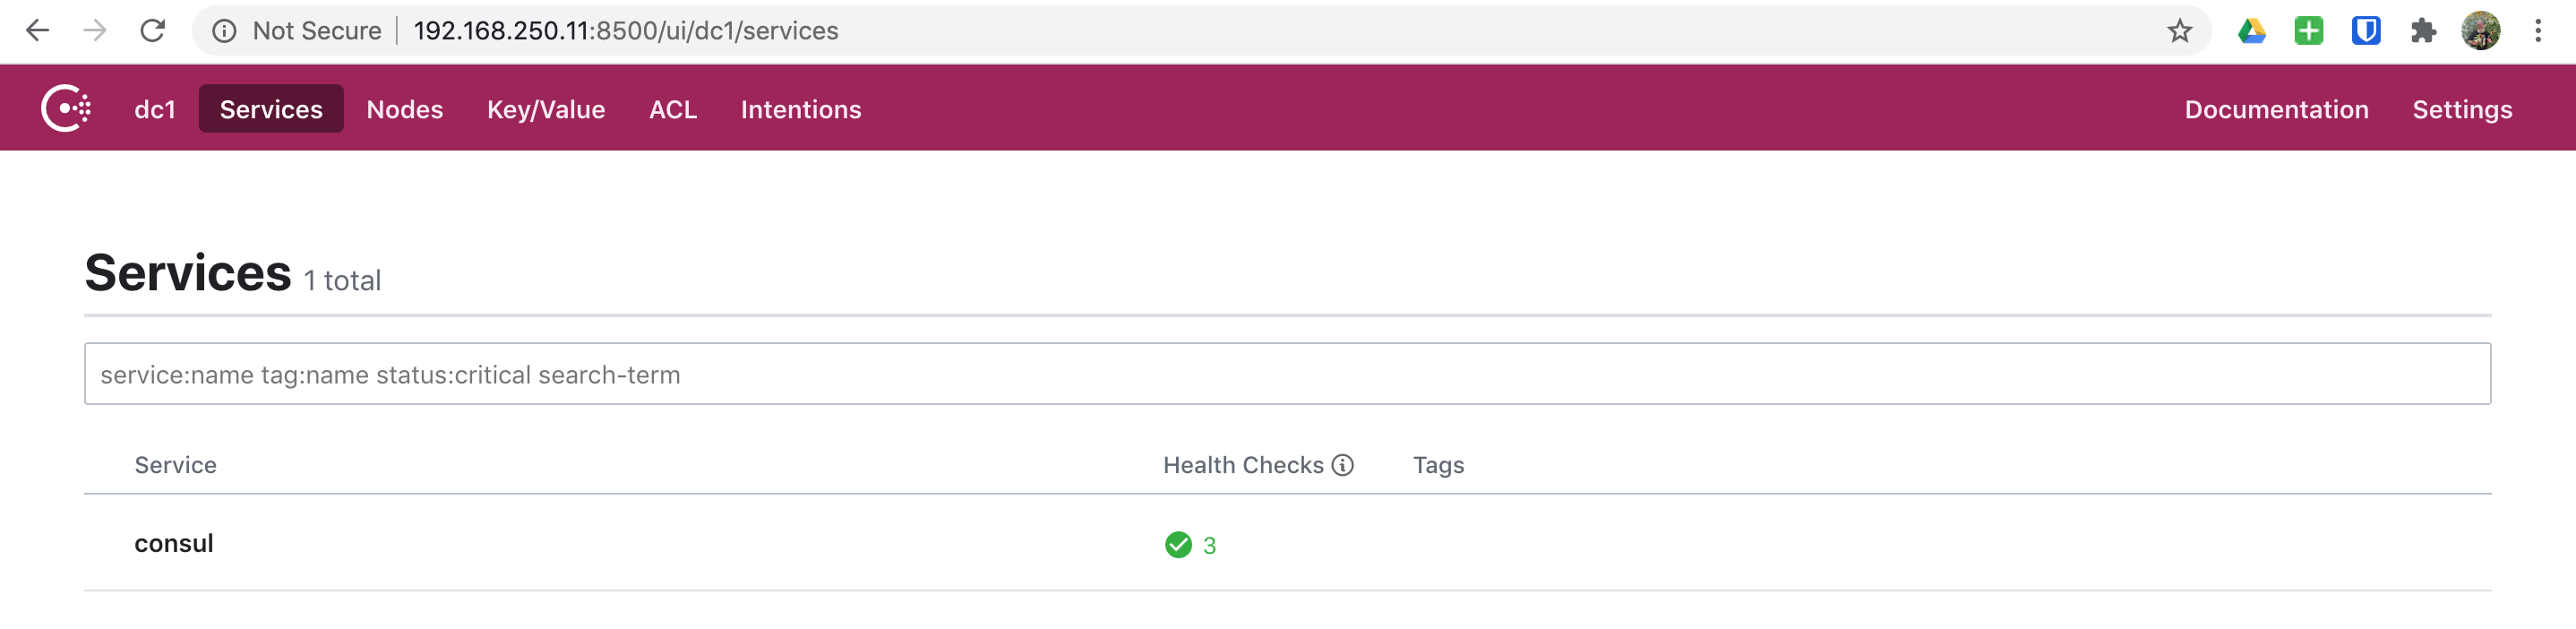 Not Secure 192.168.250.11:8500/ui/dc1/services
dc1 Services Nodes Key/Value ACL Intentions Documentation Settings
Services 1 total
service:name tag:name status:critical search-term
Service Health Checks Tags
consul 3